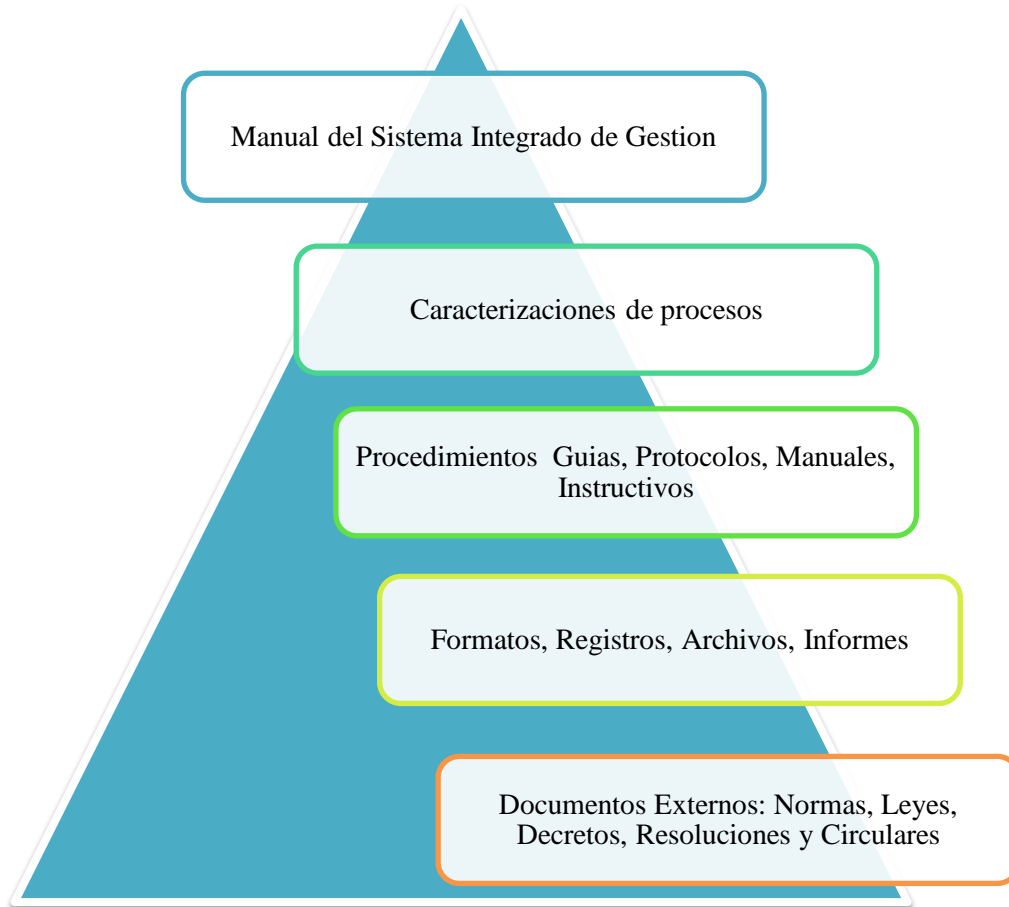 Manual del Sistema Integrado de Gestion
Caracterizaciones de procesos
Procedimientos  Guias, Protocolos, Manuales,
Instructivos
Formatos, Registros, Archivos, Informes
Documentos Externos: Normas, Leyes,
Decretos, Resoluciones y Circulares